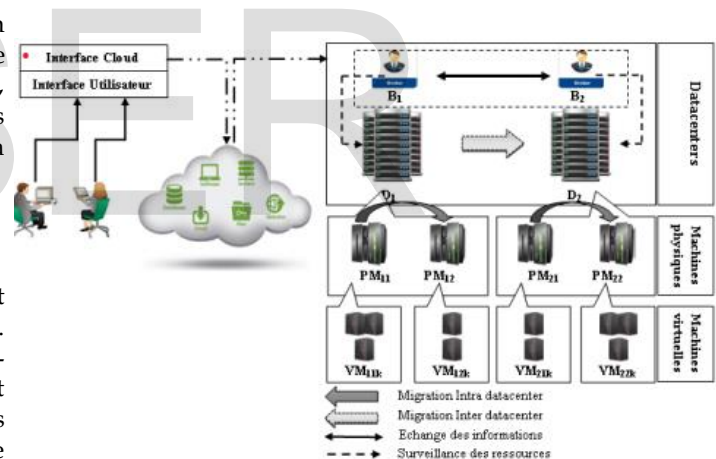 Interface Cloud
Interface Utilisateur
B1
B2
Datacenters
D1
D2
PM11
PM12
PM21
PM22
Machines physiques
VM11k
VM12k
VM21k
VM22k
Machines virtuelles
Migration Intra datacenter
Migration Inter datacenter
Echange des informations
Surveillance des ressources